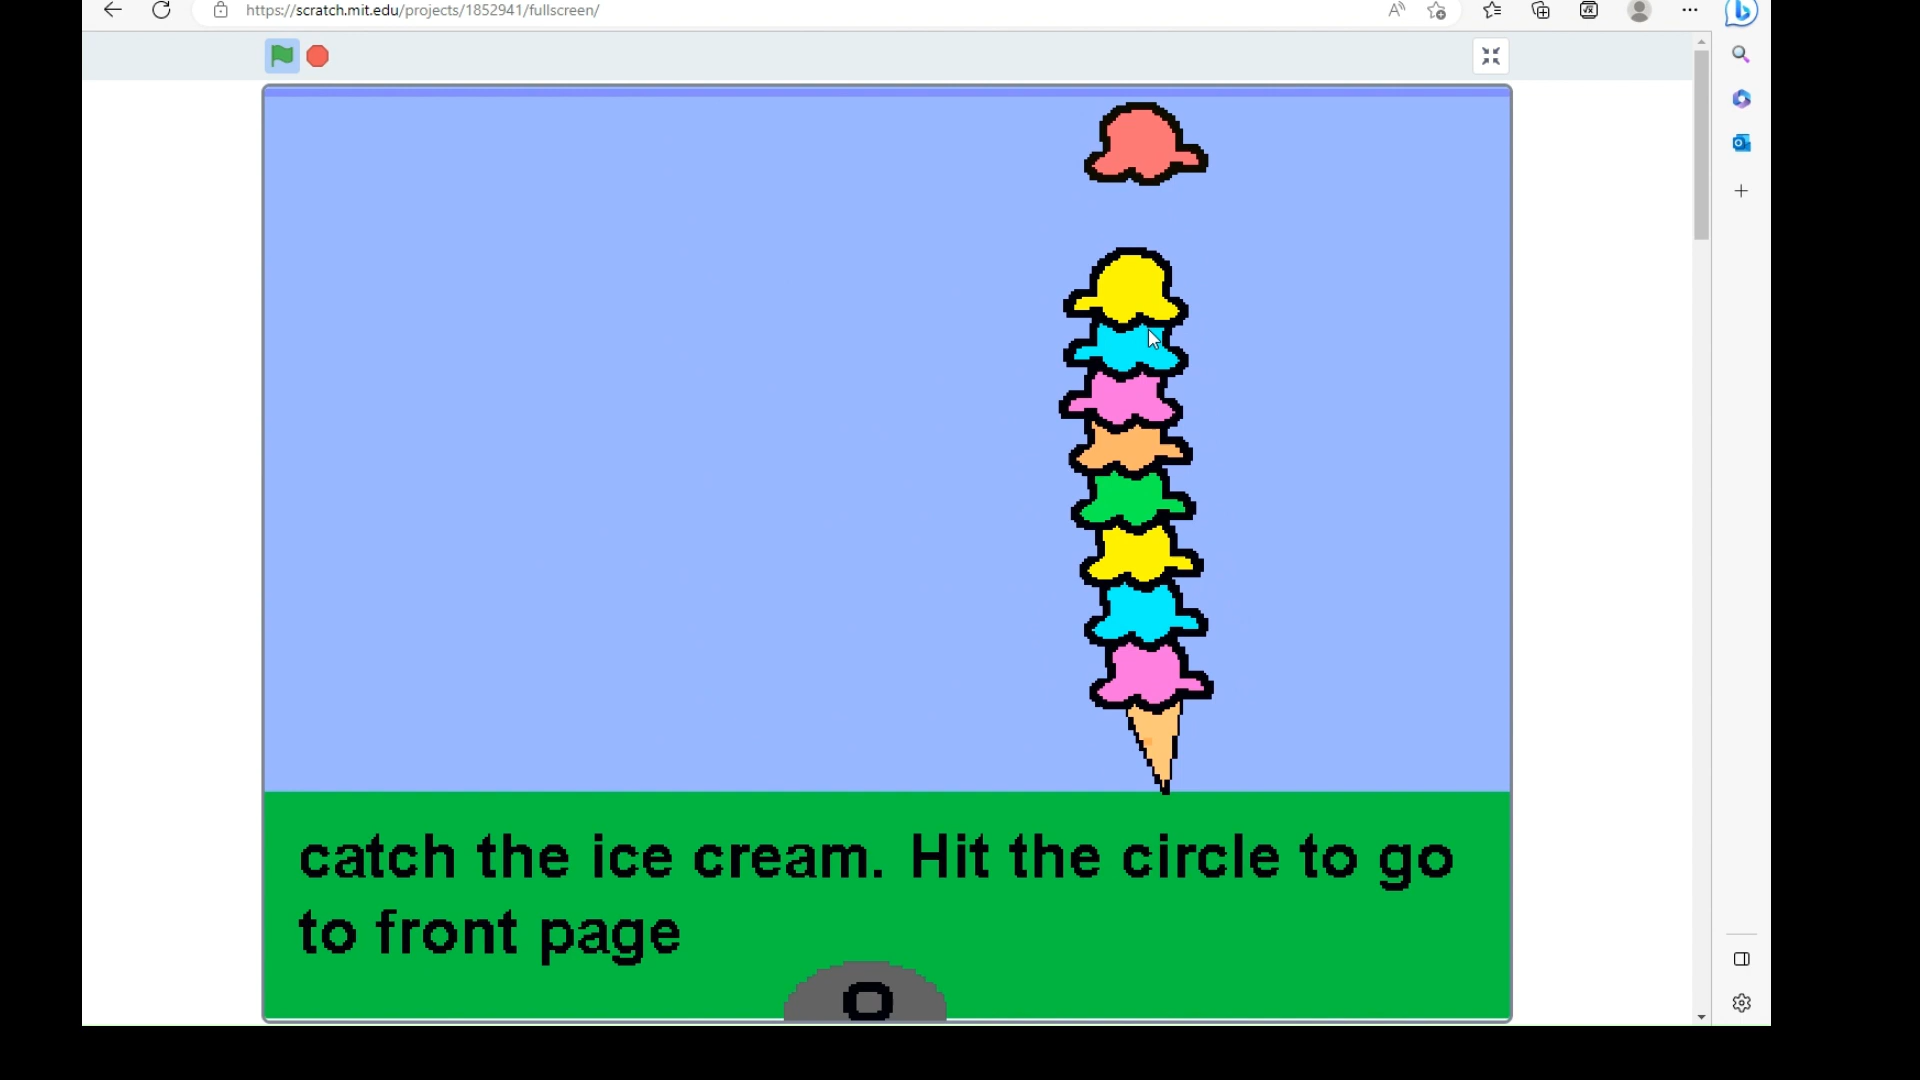 https://scratch.mit.edu/projects/1852941/fullscreen/
catch the ice cream. Hit the circle to go
to front page
O